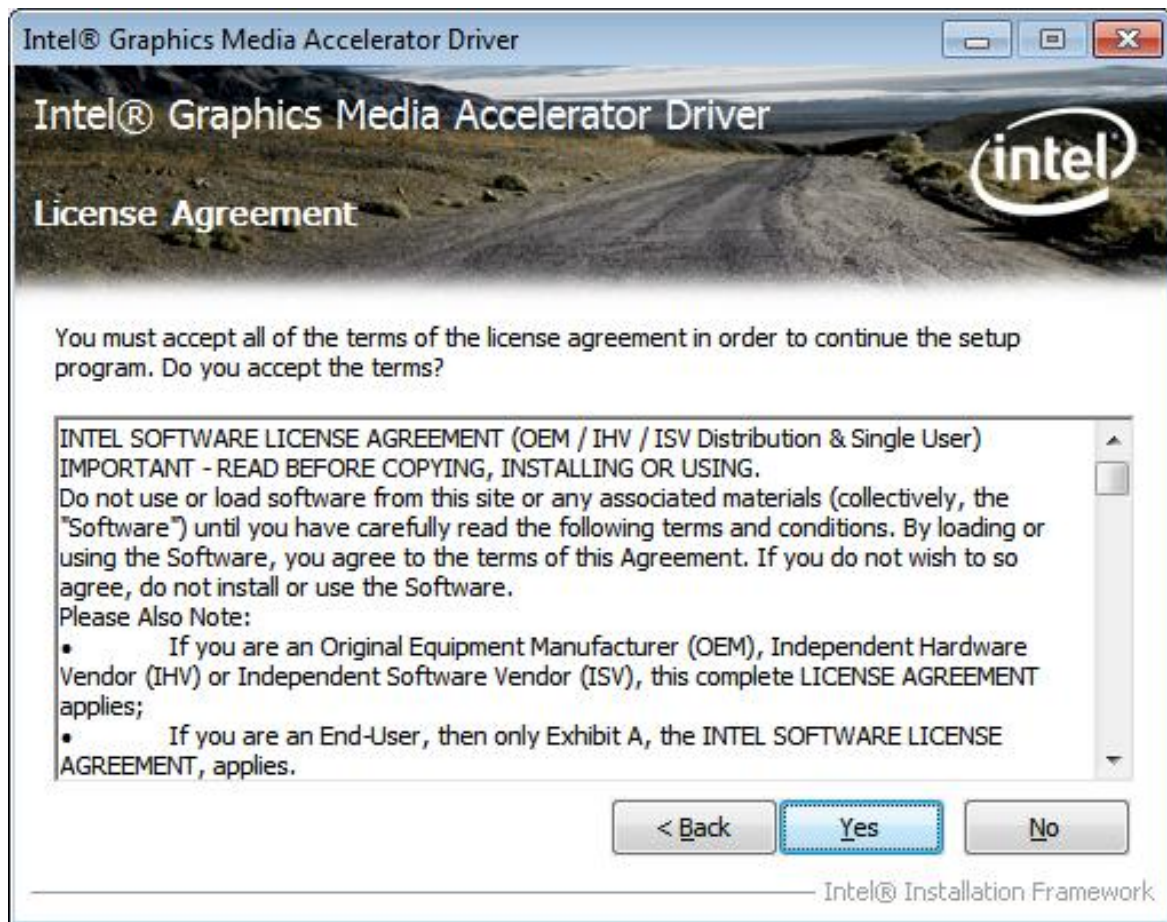 Intel® Graphics Media Accelerator Driver
Intel® Graphics Media Accelerator Driver
intel
License Agreement
You must accept all of the terms of the license agreement in order to continue the setup
program. Do you accept the terms?
INTEL SOFTWARE LICENSE AGREEMENT (OEM / IHV / ISV Distribution & Single User)
IMPORTANT - READ BEFORE COPYING, INSTALLING OR USING.
Do not use or load software from this site or any associated materials (collectively, the
"Software") until you have carefully read the following terms and conditions. By loading or
using the Software, you agree to the terms of this Agreement. If you do not wish to so
agree, do not install or use the Software.
Please Also Note:
• If you are an Original Equipment Manufacturer (OEM), Independent Hardware
Vendor (IHV) or Independent Software Vendor (ISV), this complete LICENSE AGREEMENT
applies;
• If you are an End-User, then only Exhibit A, the INTEL SOFTWARE LICENSE
AGREEMENT, applies.
< Back Yes No
Intel® Installation Framework